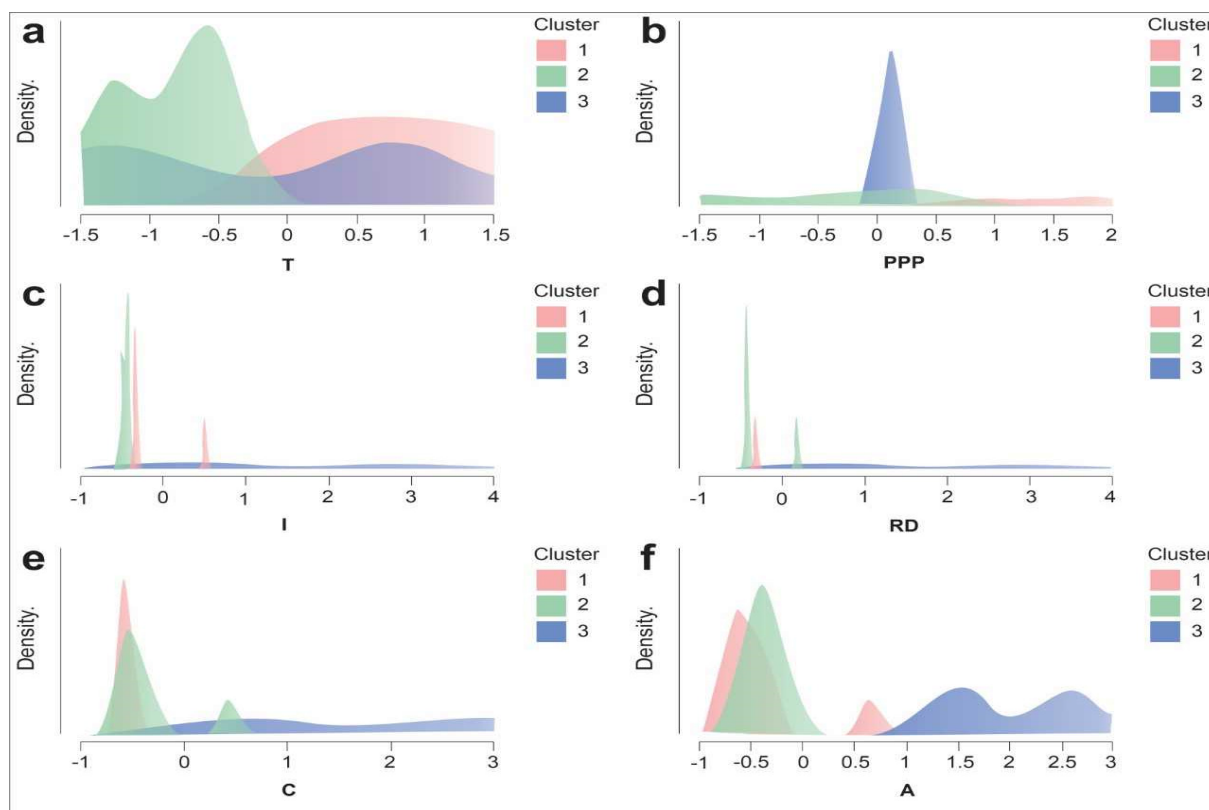 a
Density.
Cluster
1
2
3
-1.5 -1 -0.5 0 0.5 1 1.5
T
b
Density.
Cluster
1
2
3
-1.5 -1 -0.5 0 0.5 1 1.5 2
PPP
c
Density.
Cluster
1
2
3
-1 0 1 2 3 4
I
d
Density.
Cluster
1
2
3
-1 0 1 2 3 4
RD
e
Density.
Cluster
1
2
3
-1 0 1 2 3
C
f
Density.
Cluster
1
2
3
-1 -0.5 0 0.5 1 1.5 2 2.5 3
A